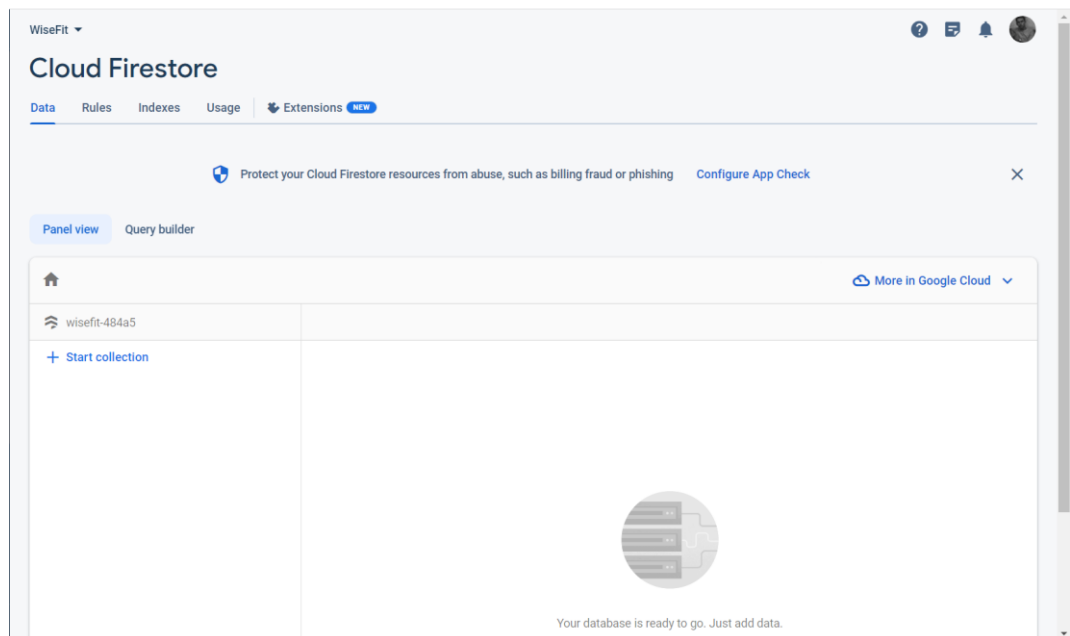 WiseFit
Cloud Firestore
Data Rules Indexes Usage Extensions NEW
Protect your Cloud Firestore resources from abuse, such as billing fraud or phishing Configure App Check
Panel view Query builder
More in Google Cloud
wisefit-484a5
+ Start collection
Your database is ready to go. Just add data.